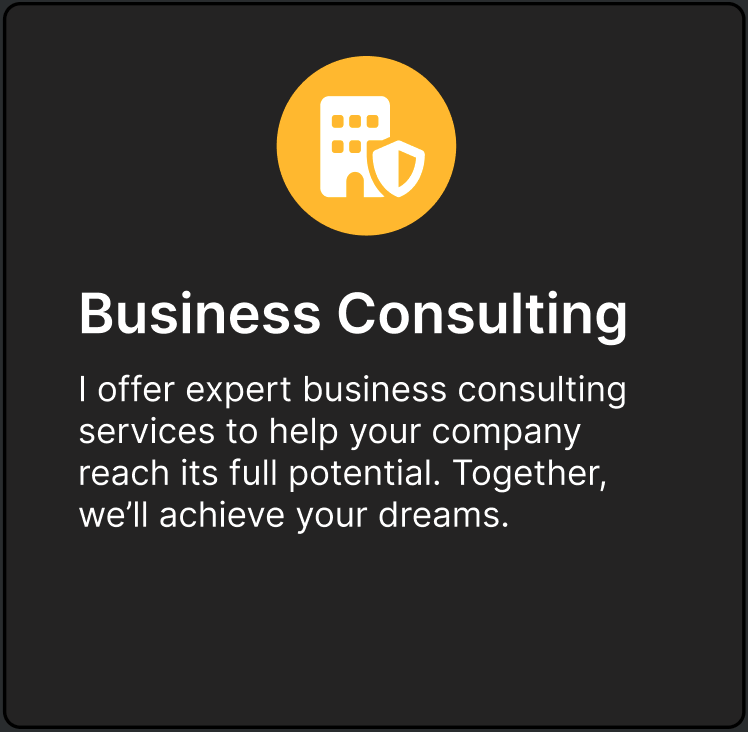 Business Consulting
I offer expert business consulting
services to help your company
reach its full potential. Together,
we’ll achieve your dreams.